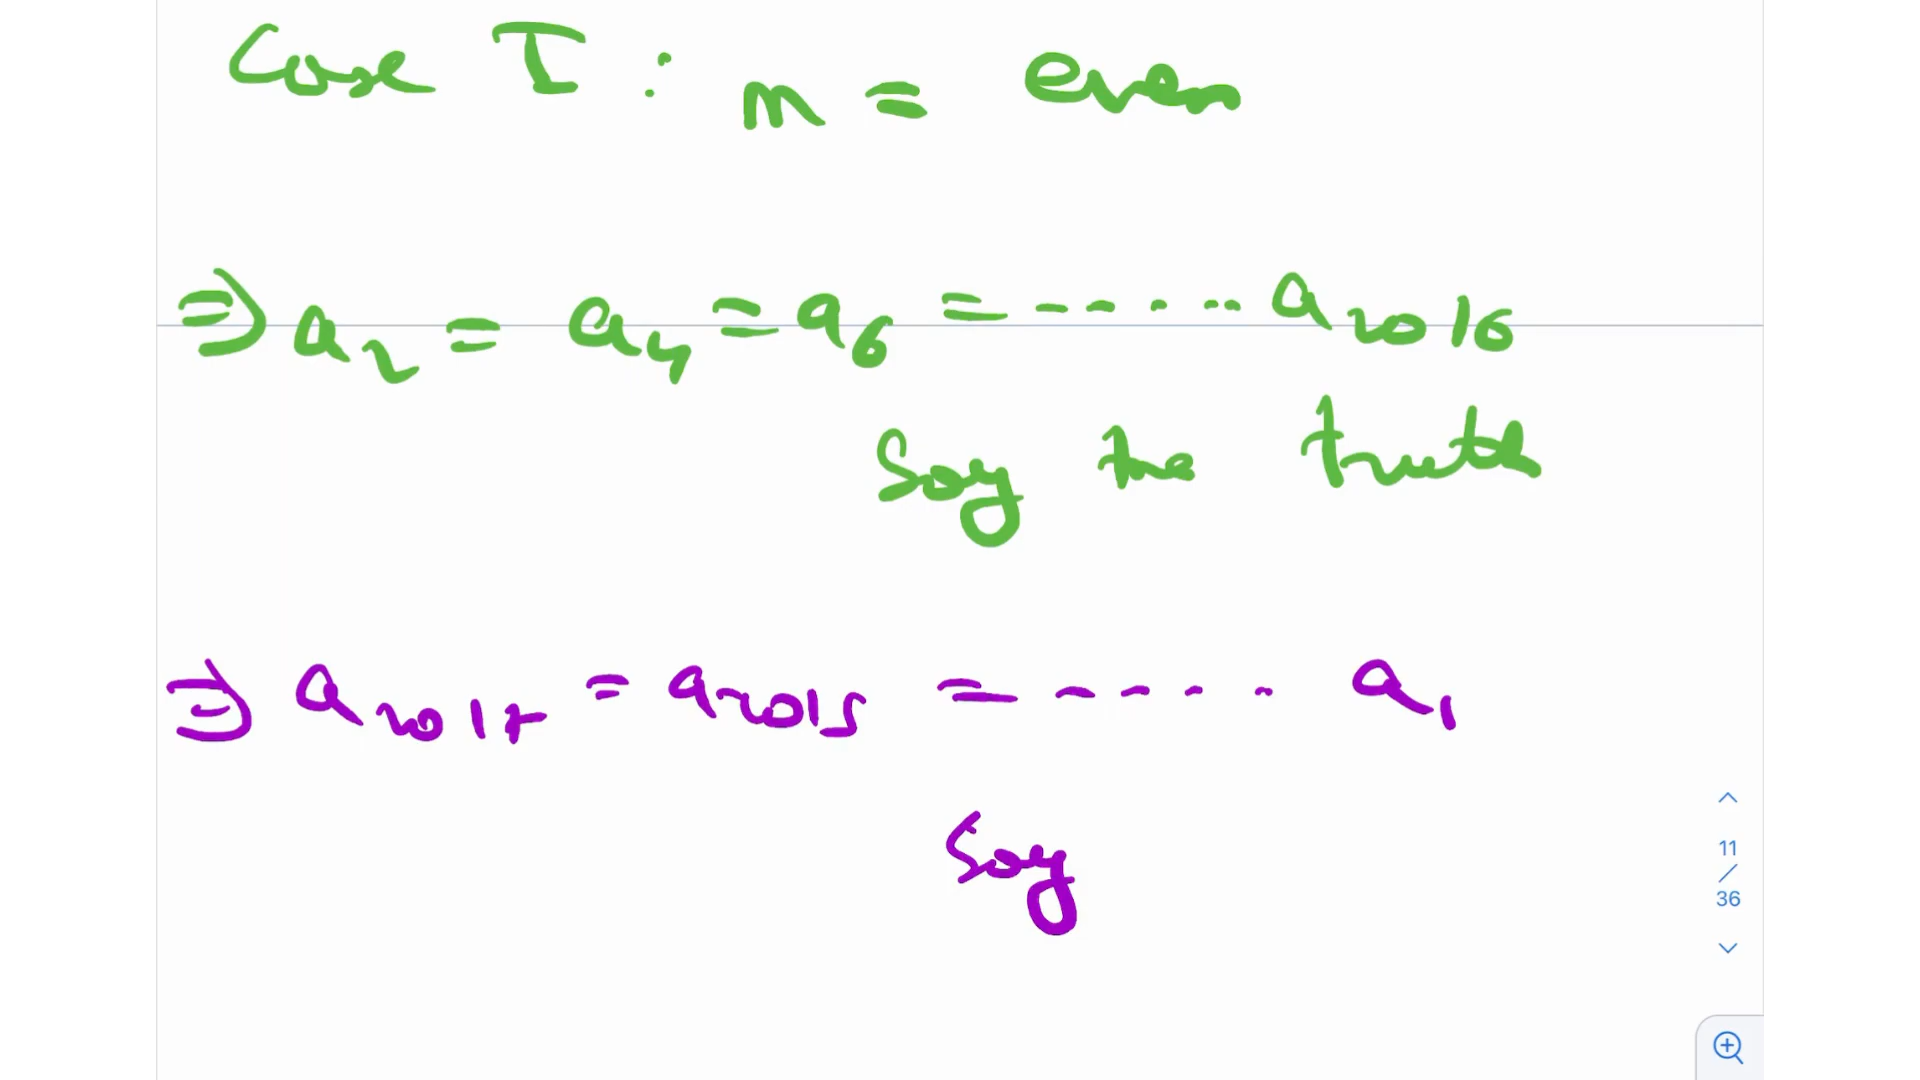 Case I : m = even
⇒ a₂ = a₄ = a₆ = ---- a₂₀₁₆
Say the truth
⇒ a₂₀₁₇ = a₂₀₁₅ = ---- a₁
Say
11
/
36